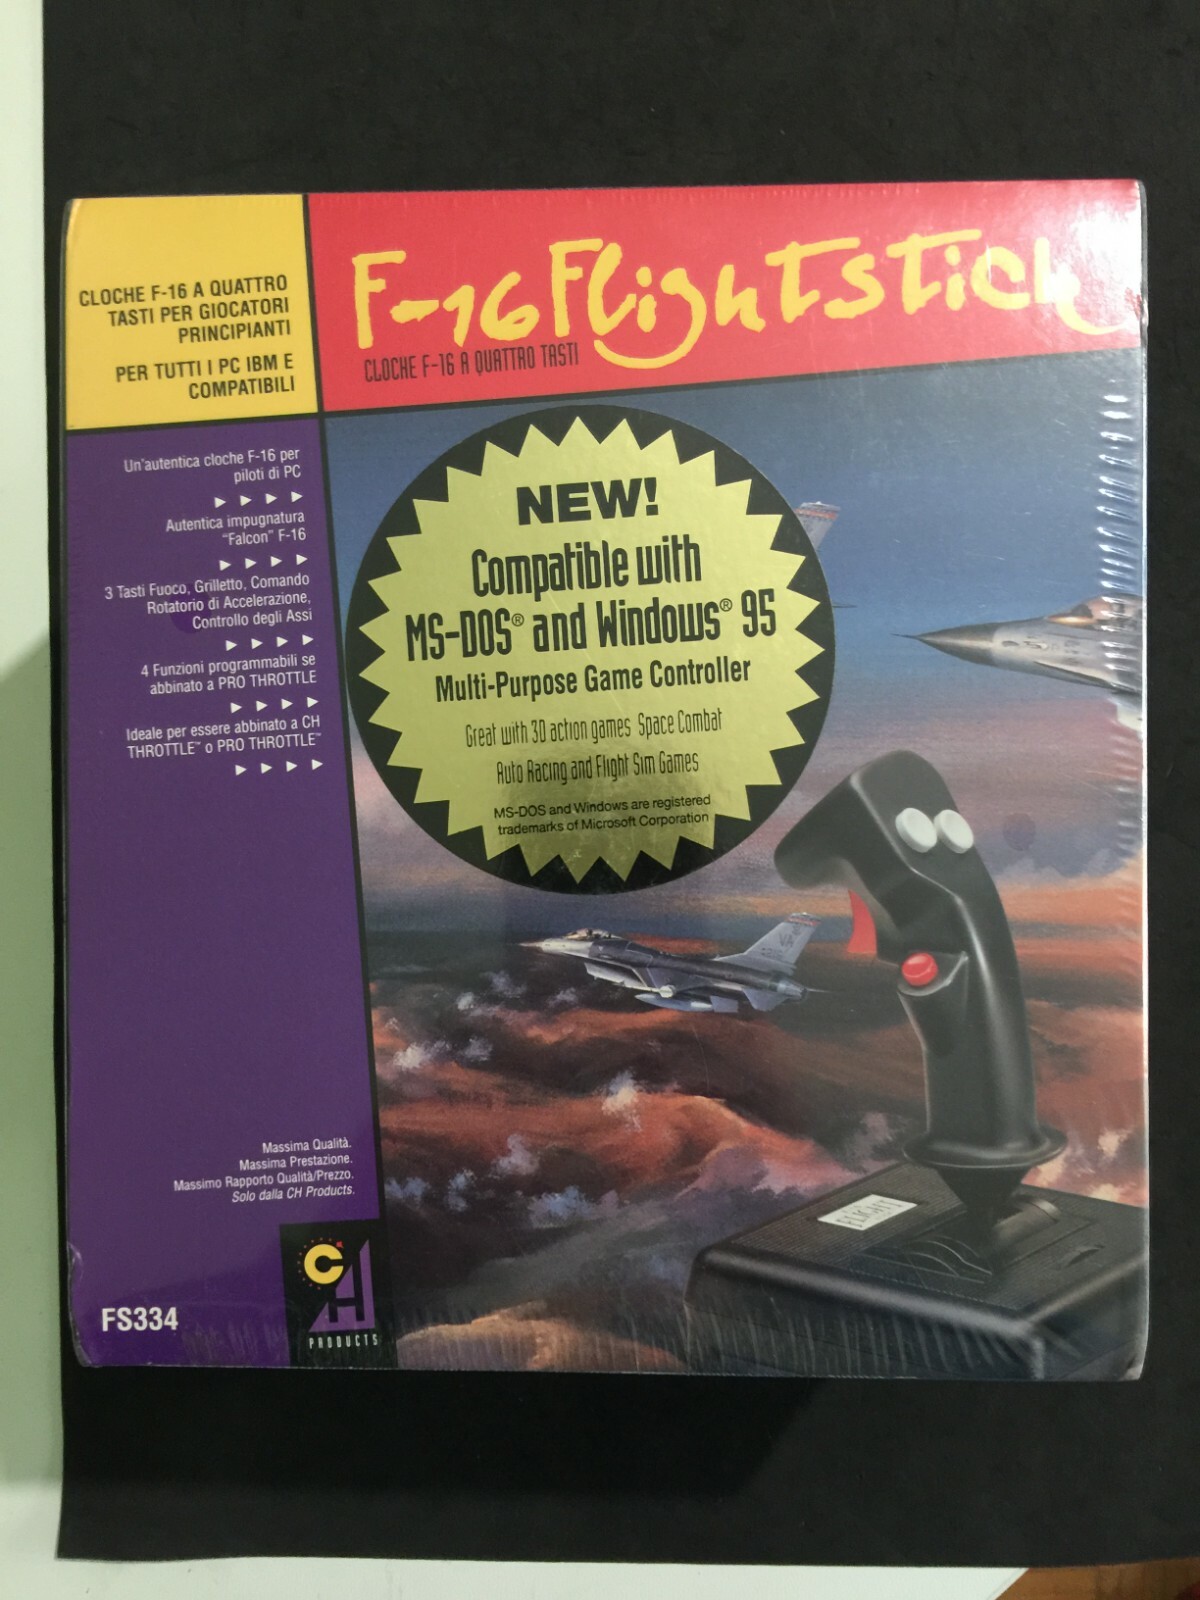 CLOCHE F-16 A QUATTRO
TASTI PER GIOCATORI
PRINCIPIANTI
PER TUTTI I PC IBM E
COMPATIBILI
F-16 Flightstick
CLOCHE F-16 A QUATTRO TASTI
Un'autentica cloche F-16 per
piloti di PC
Autentica impugnatura
"Falcon" F-16
3 Tasti Fuoco, Grilletto, Comando
Rotatorio di Accelerazione,
Controllo degli Assi
4 Funzioni programmabili se
abbinato a PRO THROTTLE
Ideale per essere abbinato a CH
THROTTLE™ o PRO THROTTLE™
NEW!
Compatible with
MS-DOS® and Windows® 95
Multi-Purpose Game Controller
Great with 3D action games Space Combat
Auto Racing and Flight Sim Games
MS-DOS and Windows are registered
trademarks of Microsoft Corporation
Massima Qualità.
Massima Prestazione.
Massimo Rapporto Qualità/Prezzo.
Solo dalla CH Products.
CH
PRODUCTS
FS334